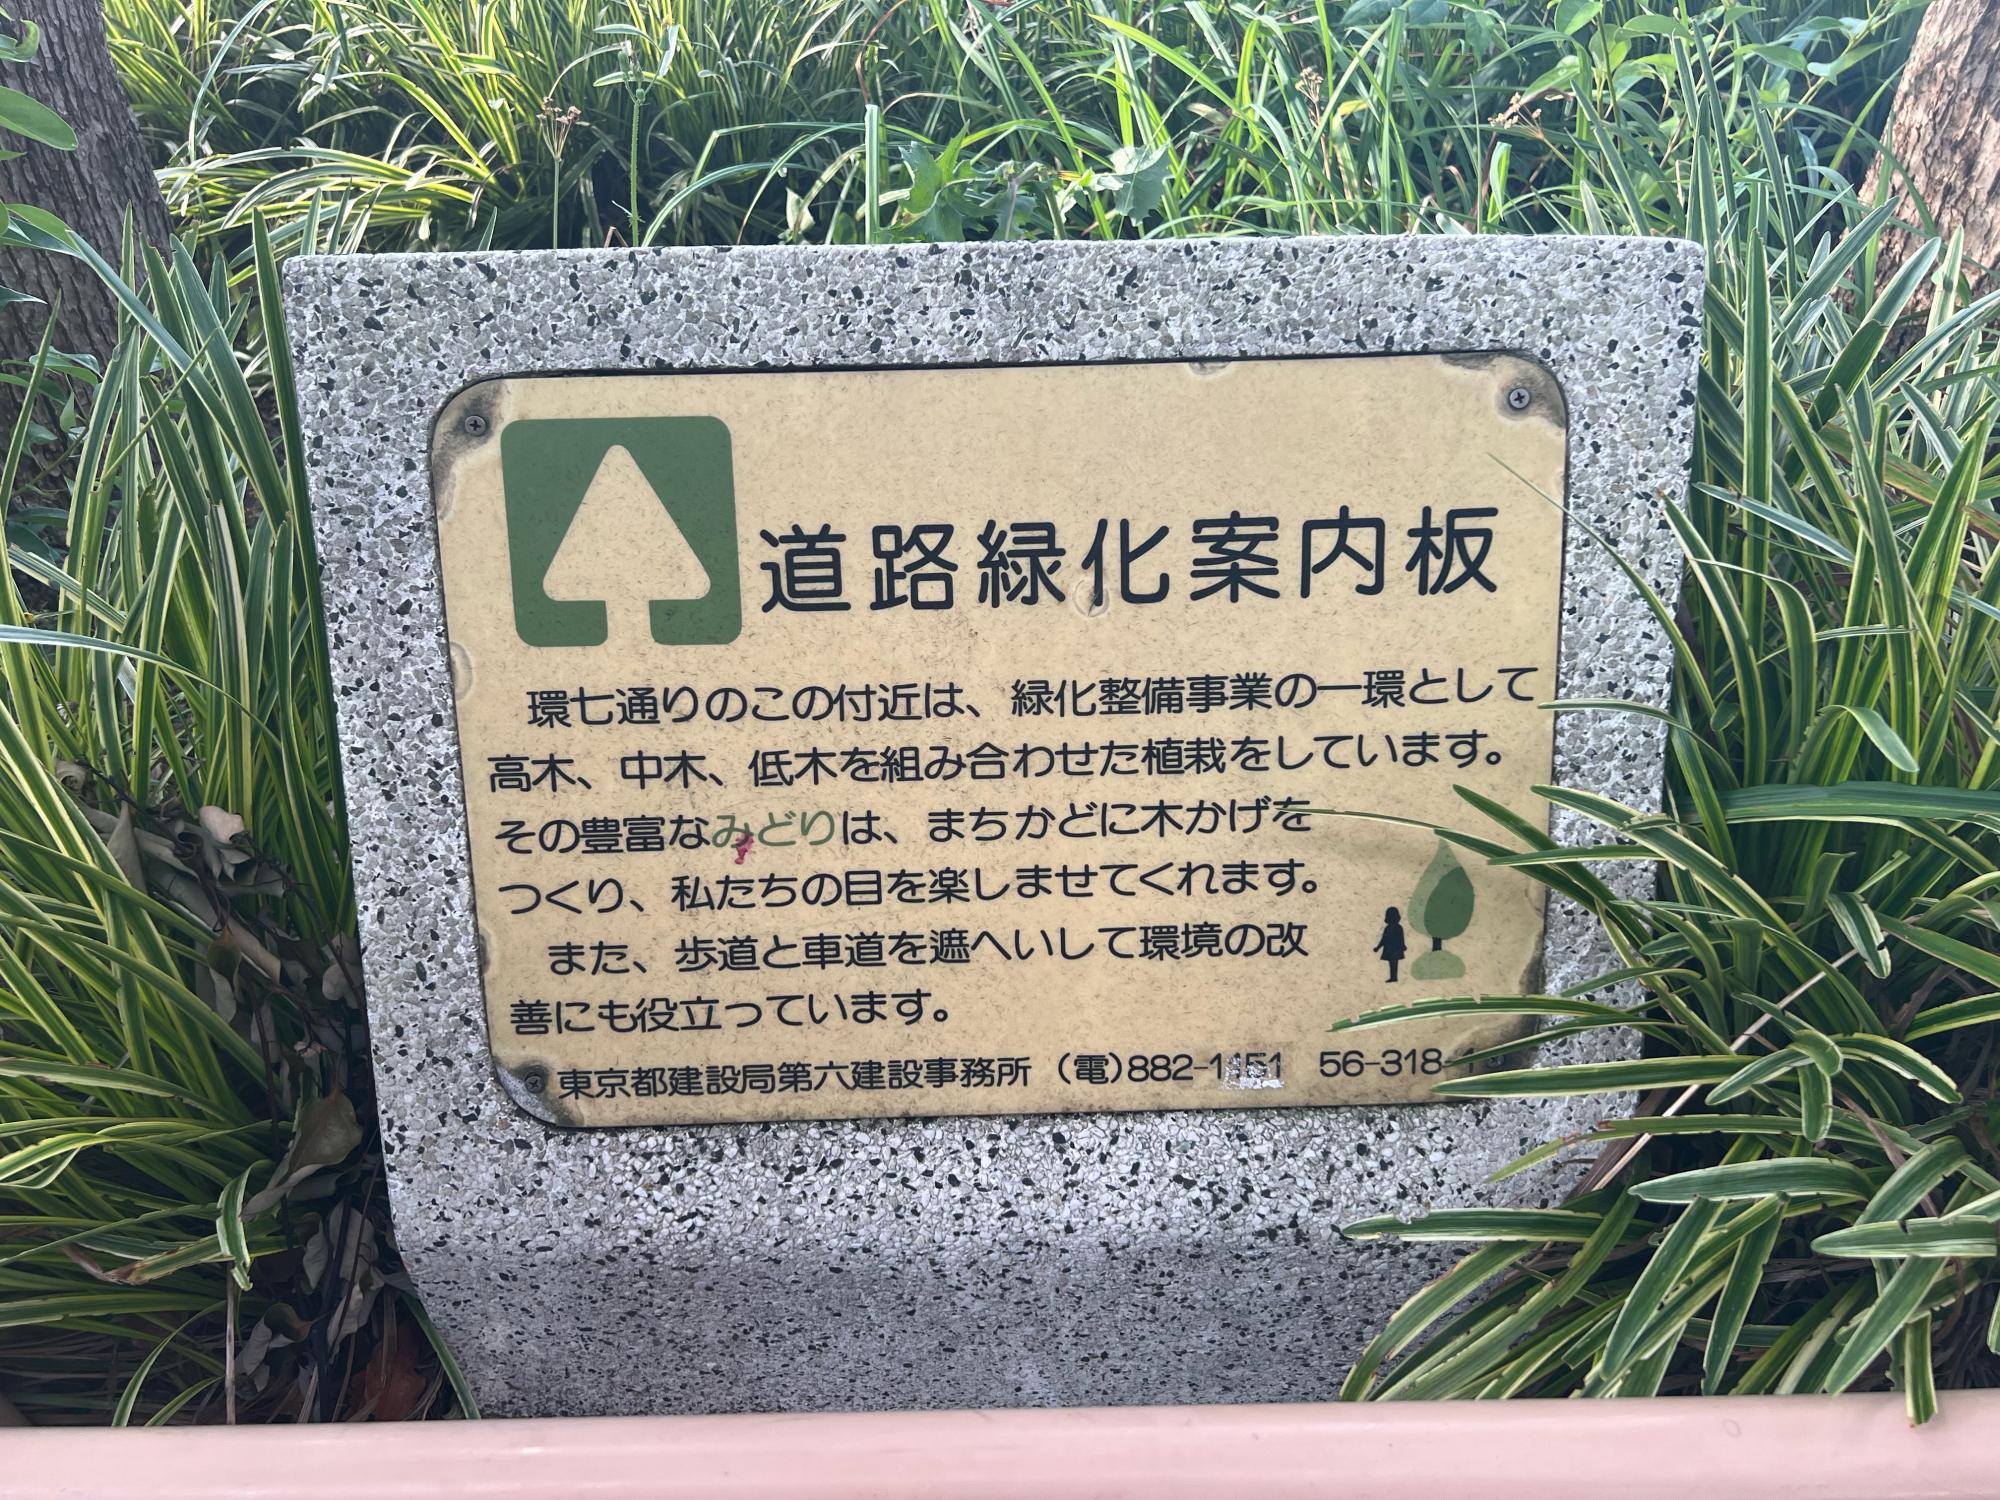 道路緑化案内板
環七通りのこの付近は、緑化整備事業の一環として
高木、中木、低木を組み合わせた植栽をしています。
その豊富なみどりは、まちかどに木かげを
つくり、私たちの目を楽しませてくれます。
また、歩道と車道を遮へいして環境の改
善にも役立っています。
東京都建設局第六建設事務所 (電)882-1151 56-318-